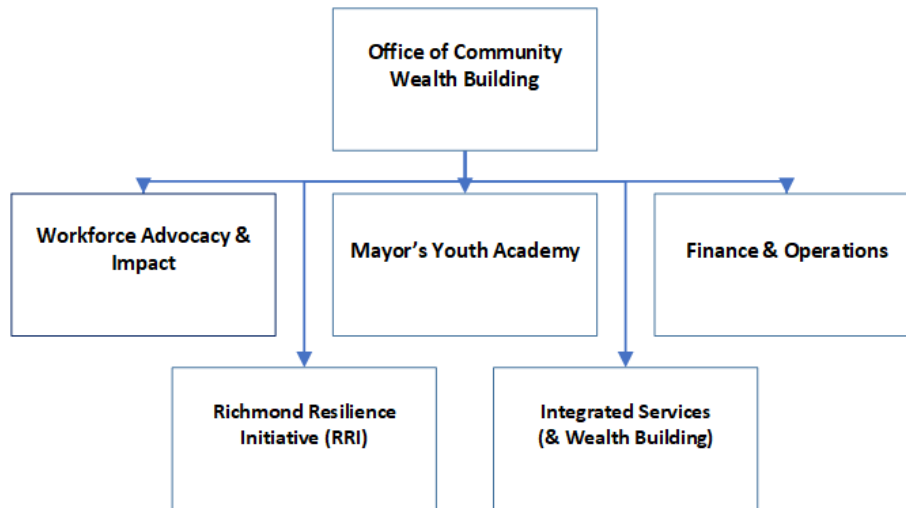 Office of Community
Wealth Building
Workforce Advocacy &
Impact
Mayor’s Youth Academy
Finance & Operations
Richmond Resilience
Initiative (RRI)
Integrated Services
(& Wealth Building)